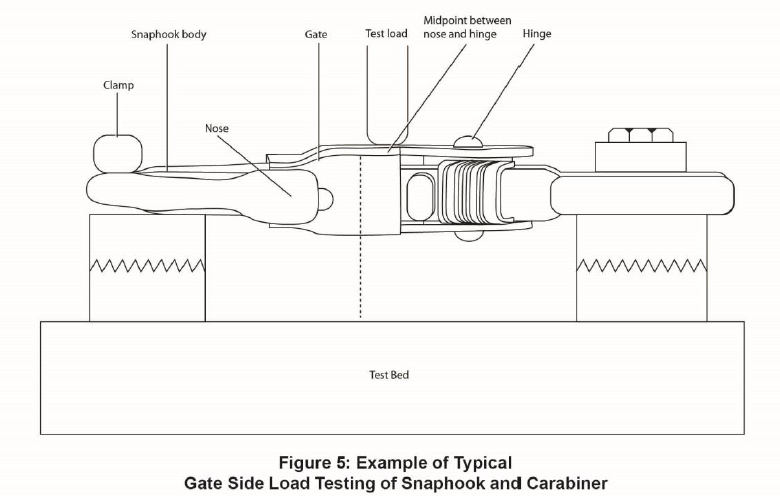 Midpoint between
nose and hinge
Snaphook body
Gate
Test load
Hinge
Clamp
Nose
Test Bed
Figure 5: Example of Typical
Gate Side Load Testing of Snaphook and Carabiner